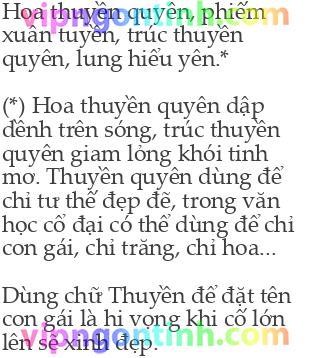 Hoa thuyền quyên, phiếm
xuân tuyền, trúc thuyền
quyên, lung hiểu yên.*
(*) Hoa thuyền quyên dập
dềnh trên sóng, trúc thuyền
quyên giam lỏng khói tinh
mơ. Thuyền quyên dùng để
chỉ tư thế đẹp đẽ, trong văn
học cổ đại có thể dùng để chỉ
con gái, chỉ trăng, chỉ hoa...
Dùng chữ Thuyền để đặt tên
con gái là hi vọng khi cố lớn
lên sẽ xinh đẹp.
vipngontinh.com
vipngontinh.com
vipngontinh.com